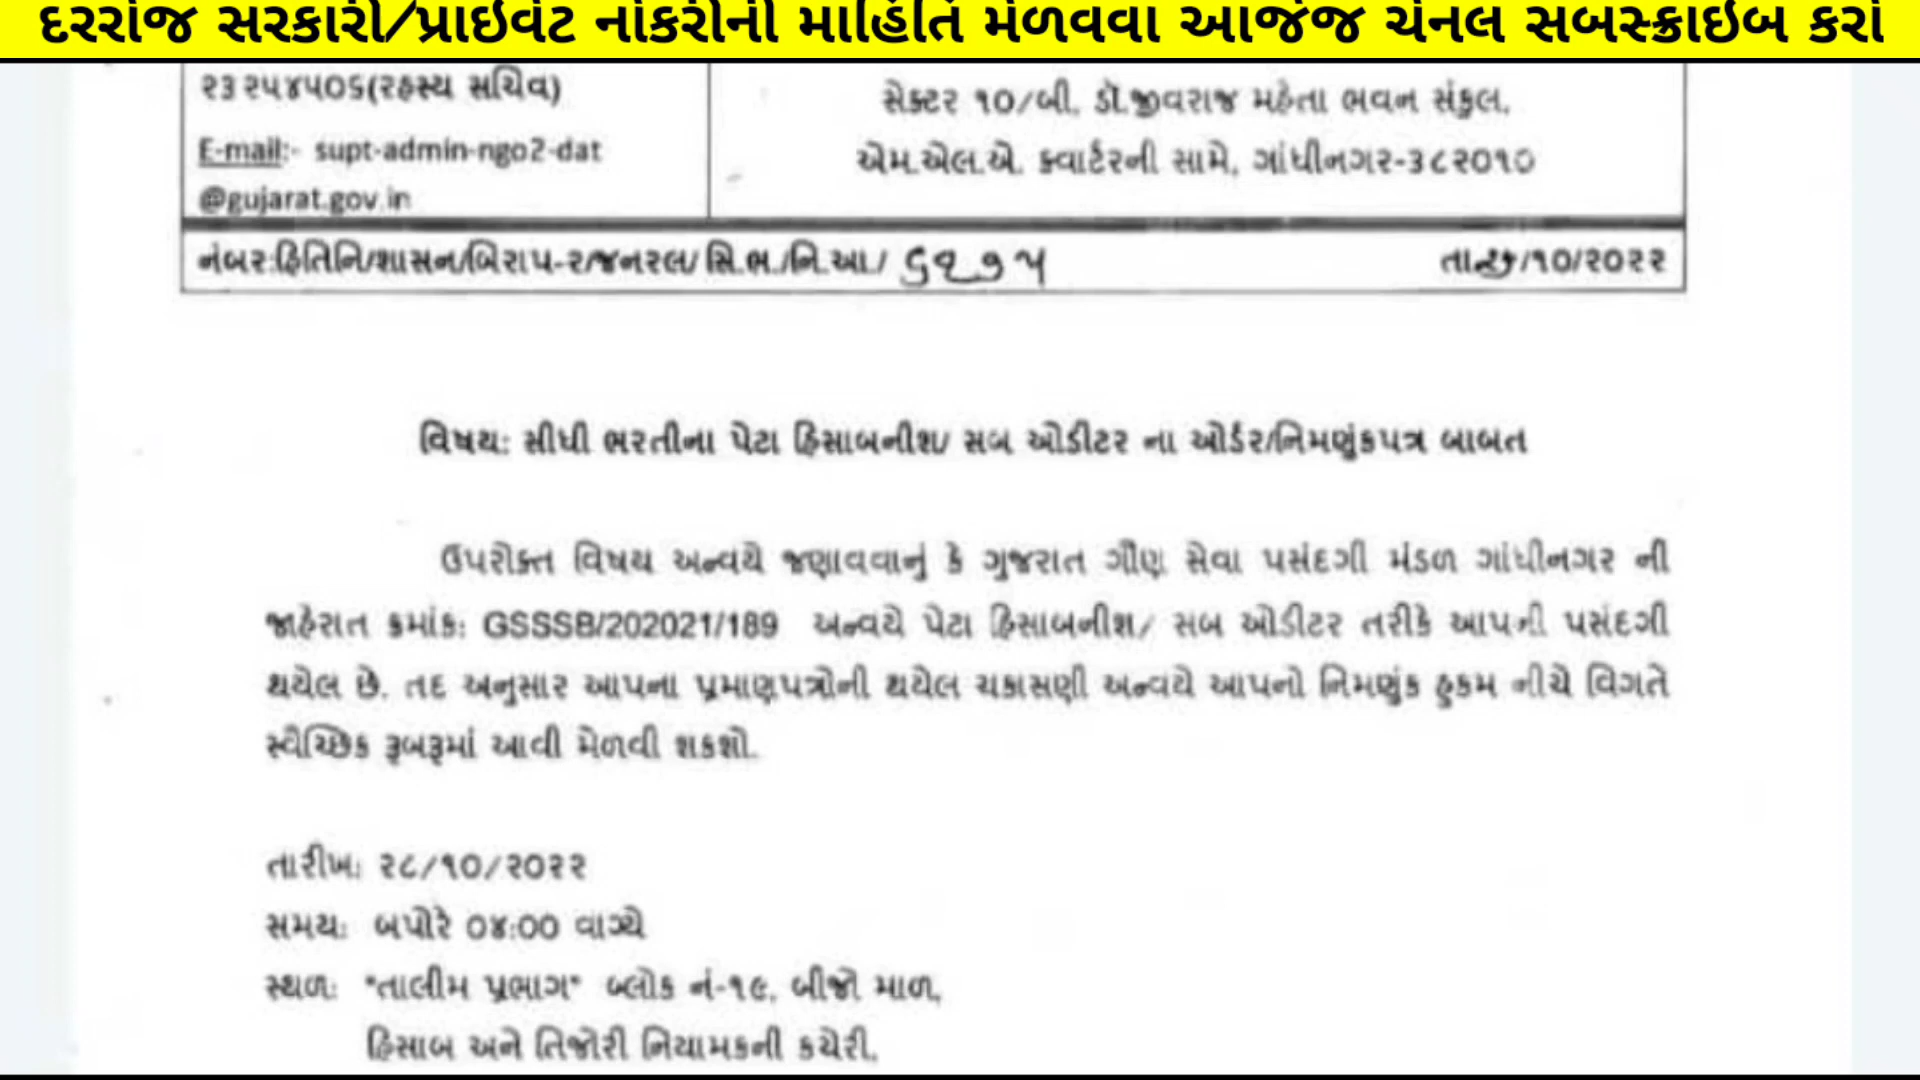 દરરોજ સરકારી/પ્રાઇવેટ નોકરીની માહિતિ મેળવવા આજેજ ચેનલ સબસ્ક્રાઇબ કરો
૨૩૨૫૪૫૦૬(રહસ્ય સચિવ)
E-mail:- supt-admin-ngo2-dat
@gujarat.gov.in
સેક્ટર ૧૦/બી, ડૉ.જીવરાજ મહેતા ભવન સંકુલ,
એમ.એલ.એ. ક્વાર્ટરની સામે, ગાંધીનગર-૩૮૨૦૧૦
નંબર:હિતિનિ/શાસન/બિરાપ-ર/જનરલ/ સિ.ભ./નિ.આ./ ૬૨૭૫
/૧૦/૨૦૨૨
વિષય: સીધી ભરતીના પેટા હિસાબનીશ/ સબ ઓડીટર ના ઓર્ડર/નિમણુંકપત્ર બાબત
ઉપરોક્ત વિષય અન્વયે જણાવવાનું કે ગુજરાત ગૌણ સેવા પસંદગી મંડળ ગાંધીનગર ની
જાહેરાત ક્રમાંક: GSSSB/202021/189 અન્વયે પેટા હિસાબનીશ/ સબ ઓડીટર તરીકે આપની પસંદગી
થયેલ છે. તદ અનુસાર આપના પ્રમાણપત્રોની થયેલ ચકાસણી અન્વયે આપનો નિમણુંક હુકમ નીચે વિગતે
સ્વૈચ્છિક રૂબરૂમાં આવી મેળવી શકશો.
તારીખ: ૨૮/૧૦/૨૦૨૨
સમય: બપોરે ૦૪:૦૦ વાગ્યે
સ્થળ: "તાલીમ પ્રભાગ" બ્લોક નં-૧૯, બીજો માળ,
હિસાબ અને તિજોરી નિયામકની કચેરી,